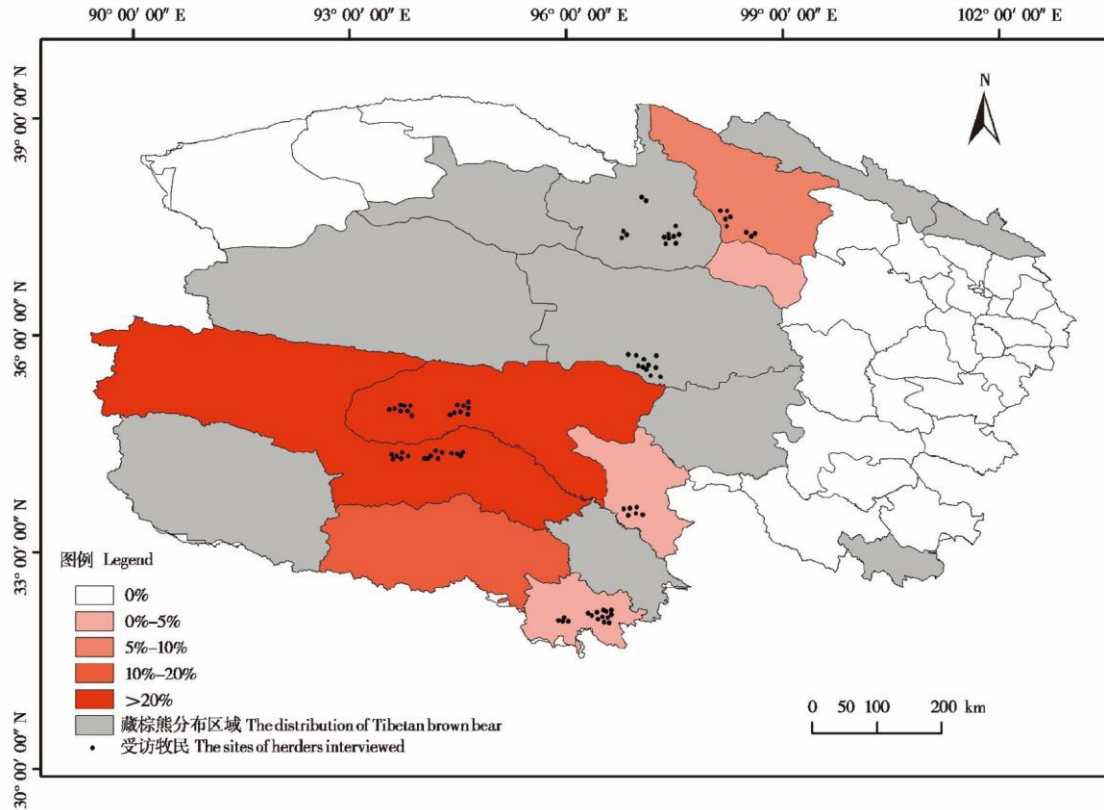 90° 00′ 00″ E
93° 00′ 00″ E
96° 00′ 00″ E
99° 00′ 00″ E
102° 00′ 00″ E
39° 00′ 00″ N
36° 00′ 00″ N
33° 00′ 00″ N
30° 00′ 00″ N
N
图例 Legend
0%
0%–5%
5%–10%
10%–20%
>20%
藏棕熊分布区域 The distribution of Tibetan brown bear
受访牧民 The sites of herders interviewed
0 50 100 200 km